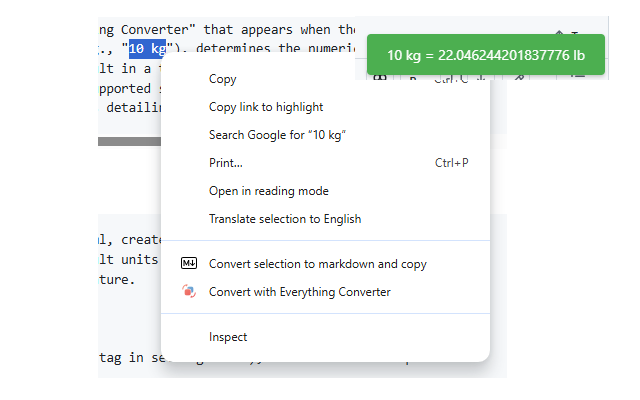 ng Converter" that appears when the
., "10 kg"), determines the numeric
10 kg = 22.046244201837776 lb
lt in a
pported s
detailin
Copy
Copy link to highlight
Search Google for "10 kg"
Print... Ctrl+P
Open in reading mode
Translate selection to English
l, create
lt units
ture.
Convert selection to markdown and copy
Convert with Everything Converter
Inspect
tag in se